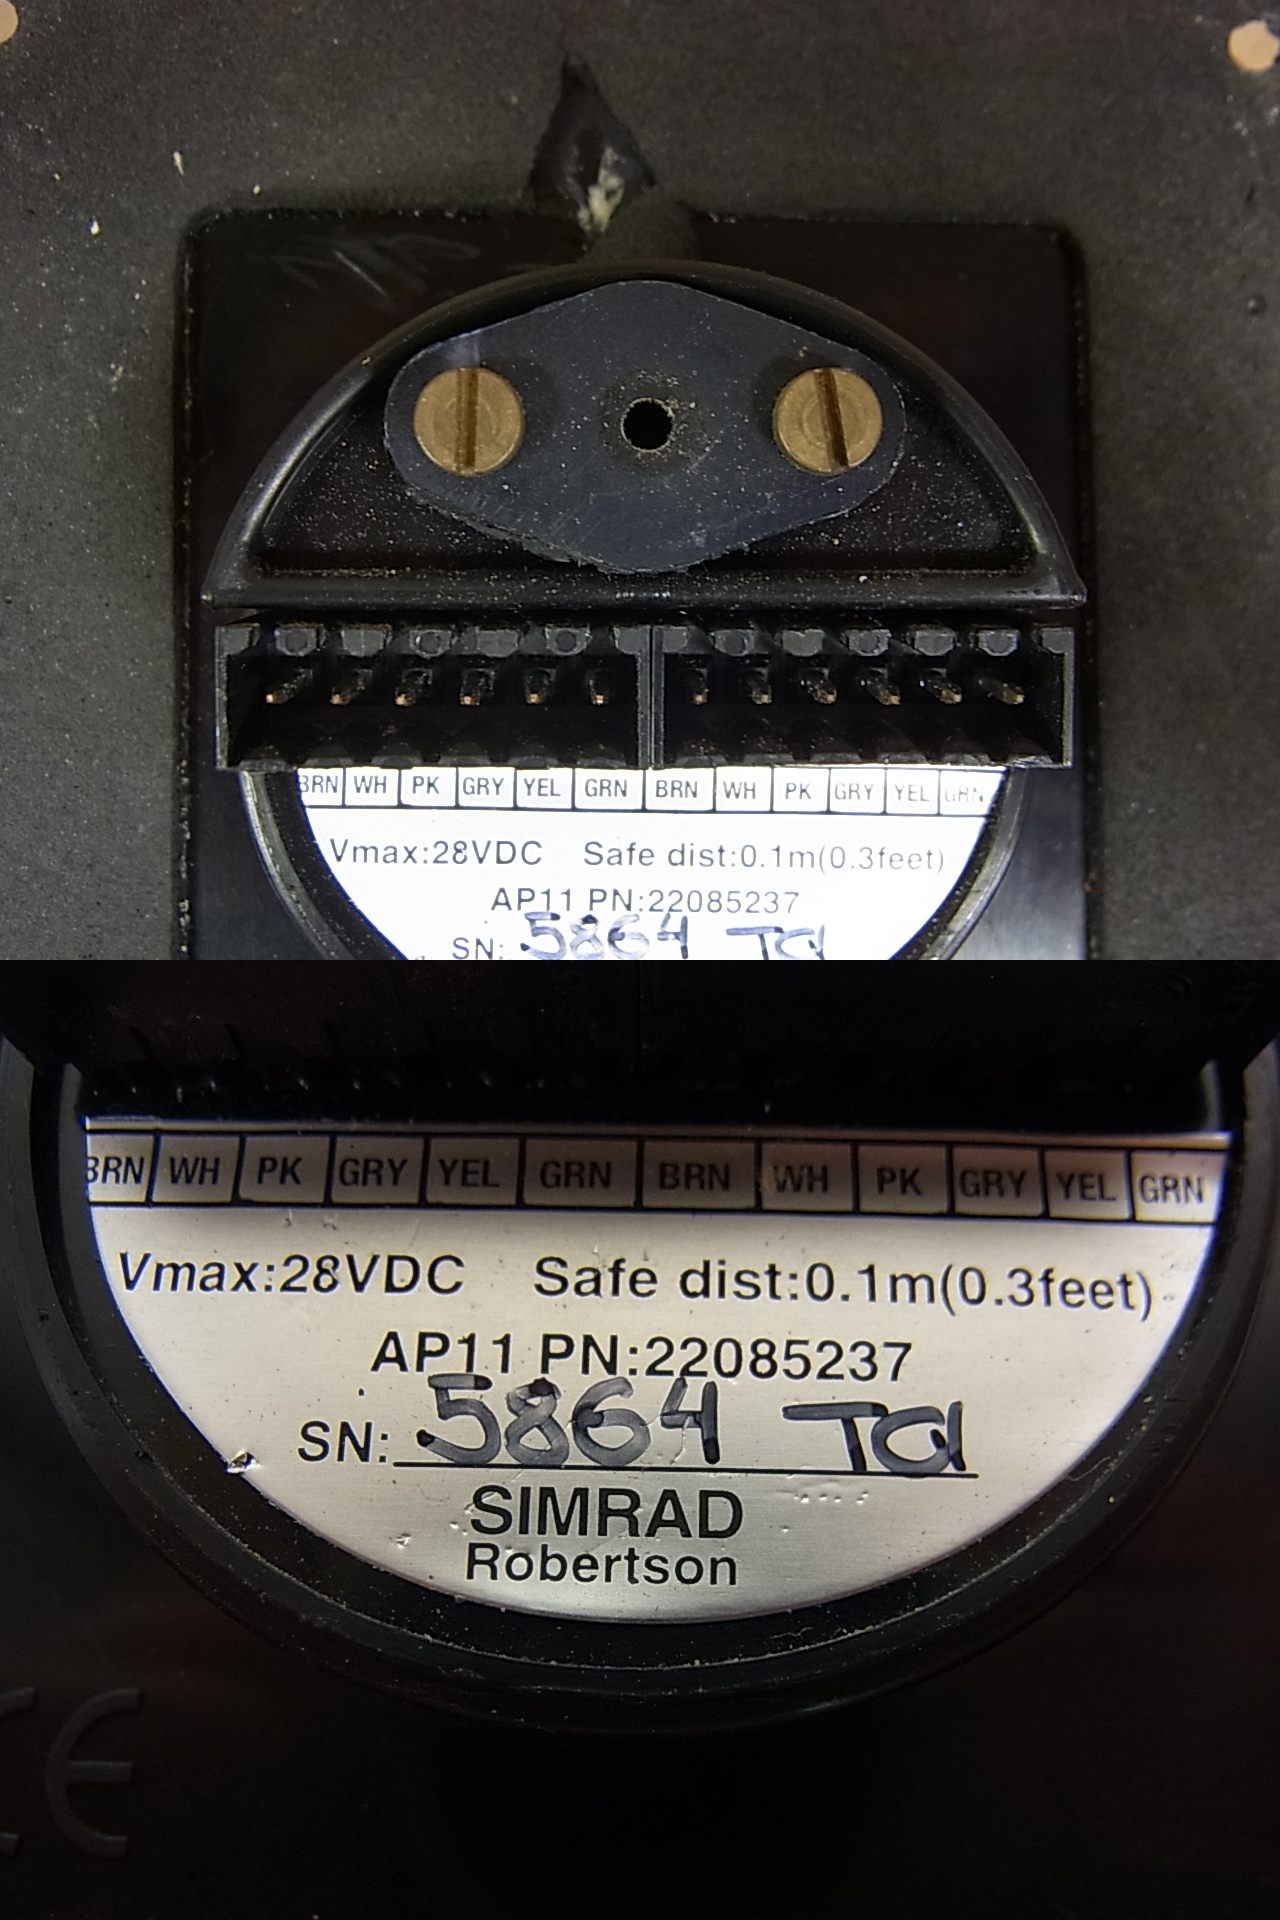 BRN WH PK GRY YEL GRN BRN WH PK GRY YEL GRN
Vmax:28VDC Safe dist:0.1m(0.3feet)
AP11 PN:22085237
SN: 5864 TA
BRN WH PK GRY YEL GRN BRN WH PK GRY YEL GRN
Vmax:28VDC Safe dist:0.1m(0.3feet)
AP11 PN:22085237
SN: 5864 TA
SIMRAD
Robertson
CE